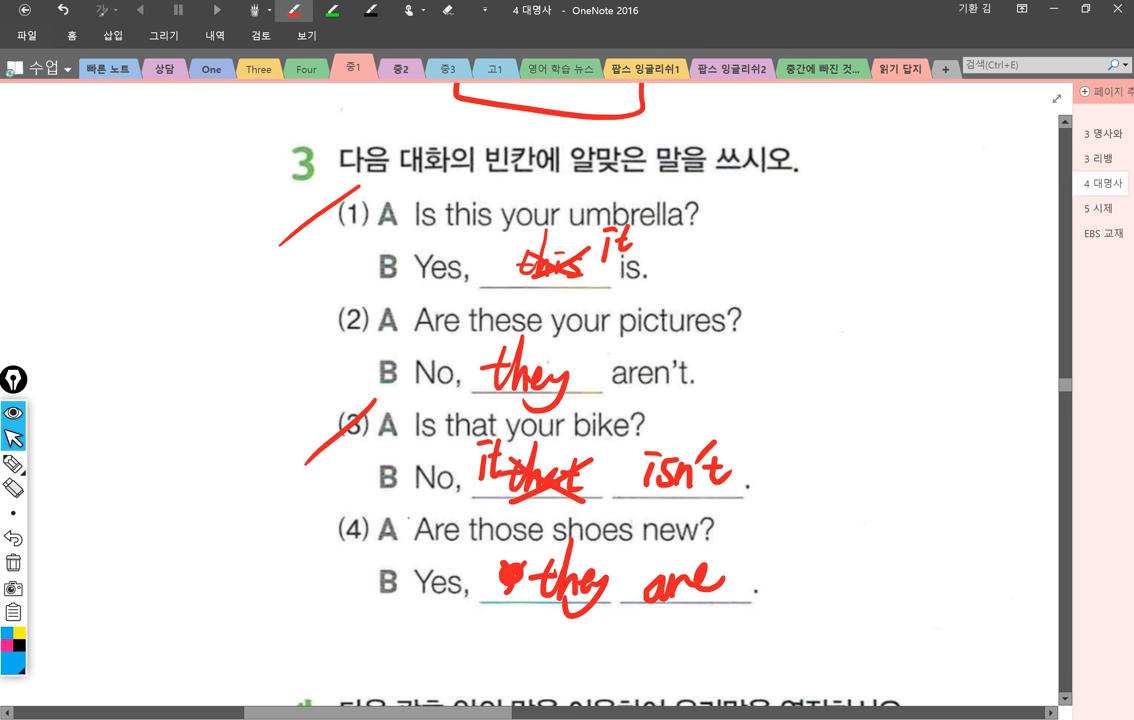 4 대명사 - OneNote 2016
기환 김
파일 홈 삽입 그리기 내역 검토 보기
수업 빠른 노트 상담 One Three Four 중1 중2 중3 고1 영어 학습 뉴스 팝스 잉글리쉬1 팝스 잉글리쉬2 중간에 빠진 것... 읽기 답지 + 검색(Ctrl+E)
페이지 추
3 명사와
3 리뱅
4 대명사
5 시제
EBS 교재
3 다음 대화의 빈칸에 알맞은 말을 쓰시오.
(1) A Is this your umbrella?
B Yes, this it is.
(2) A Are these your pictures?
B No, they aren't.
(3) A Is that your bike?
B No, it that isn't.
(4) A Are those shoes new?
B Yes, they are.